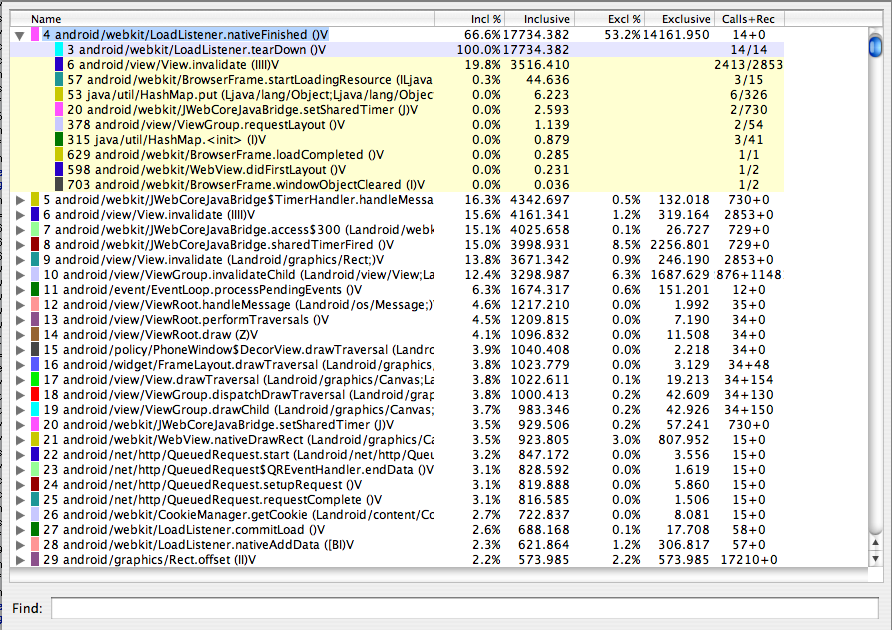 Name Incl % Inclusive Excl % Exclusive Calls+Rec
4 android/webkit/LoadListener.nativeFinished ()V 66.6% 17734.382 53.2% 14161.950 14+0
3 android/webkit/LoadListener.tearDown ()V 100.0% 17734.382 14/14
6 android/view/View.invalidate (IIII)V 19.8% 3516.410 2413/2853
57 android/webkit/BrowserFrame.startLoadingResource (ILjava 0.3% 44.636 3/15
53 java/util/HashMap.put (Ljava/lang/Object;Ljava/lang/Objec 0.0% 6.223 6/326
20 android/webkit/JWebCoreJavaBridge.setSharedTimer (J)V 0.0% 2.593 2/730
378 android/view/ViewGroup.requestLayout ()V 0.0% 1.139 2/54
315 java/util/HashMap.<init> (I)V 0.0% 0.879 3/41
629 android/webkit/BrowserFrame.loadCompleted ()V 0.0% 0.285 1/1
598 android/webkit/WebView.didFirstLayout ()V 0.0% 0.231 1/2
703 android/webkit/BrowserFrame.windowObjectCleared (I)V 0.0% 0.036 1/2
5 android/webkit/JWebCoreJavaBridge$TimerHandler.handleMessa 16.3% 4342.697 0.5% 132.018 730+0
6 android/view/View.invalidate (IIII)V 15.6% 4161.341 1.2% 319.164 2853+0
7 android/webkit/JWebCoreJavaBridge.access$300 (Landroid/webk 15.1% 4025.658 0.1% 26.727 729+0
8 android/webkit/JWebCoreJavaBridge.sharedTimerFired ()V 15.0% 3998.931 8.5% 2256.801 729+0
9 android/view/View.invalidate (Landroid/graphics/Rect;)V 13.8% 3671.342 0.9% 246.190 2853+0
10 android/view/ViewGroup.invalidateChild (Landroid/view/View;La 12.4% 3298.987 6.3% 1687.629 876+1148
11 android/event/EventLoop.processPendingEvents ()V 6.3% 1674.317 0.6% 151.201 12+0
12 android/view/ViewRoot.handleMessage (Landroid/os/Message;) 4.6% 1217.210 0.0% 1.992 35+0
13 android/view/ViewRoot.performTraversals ()V 4.5% 1209.815 0.0% 7.190 34+0
14 android/view/ViewRoot.draw (Z)V 4.1% 1096.832 0.0% 11.508 34+0
15 android/policy/PhoneWindow$DecorView.drawTraversal (Landrc 3.9% 1040.408 0.0% 2.218 34+0
16 android/widget/FrameLayout.drawTraversal (Landroid/graphics, 3.8% 1023.779 0.0% 3.129 34+48
17 android/view/View.drawTraversal (Landroid/graphics/Canvas;La 3.8% 1022.611 0.1% 19.213 34+154
18 android/view/ViewGroup.dispatchDrawTraversal (Landroid/grap 3.8% 1000.413 0.2% 42.609 34+130
19 android/view/ViewGroup.drawChild (Landroid/graphics/Canvas; 3.7% 983.346 0.2% 42.926 34+150
20 android/webkit/JWebCoreJavaBridge.setSharedTimer (J)V 3.5% 929.506 0.2% 57.241 730+0
21 android/webkit/WebView.nativeDrawRect (Landroid/graphics/Ca 3.5% 923.805 3.0% 807.952 15+0
22 android/net/http/QueuedRequest.start (Landroid/net/http/Queu 3.2% 847.172 0.0% 3.556 15+0
23 android/net/http/QueuedRequest$QREventHandler.endData ()V 3.1% 828.592 0.0% 1.619 15+0
24 android/net/http/QueuedRequest.setupRequest ()V 3.1% 819.888 0.0% 5.860 15+0
25 android/net/http/QueuedRequest.requestComplete ()V 3.1% 816.585 0.0% 1.506 15+0
26 android/net/CookieManager.getCookie (Landroid/content/Cc 2.7% 722.837 0.0% 8.081 15+0
27 android/webkit/LoadListener.commitLoad ()V 2.6% 688.168 0.1% 17.708 58+0
28 android/webkit/LoadListener.nativeAddData ([BI)V 2.3% 621.864 1.2% 306.817 57+0
29 android/graphics/Rect.offset (II)V 2.2% 573.985 2.2% 573.985 17210+0
Find: